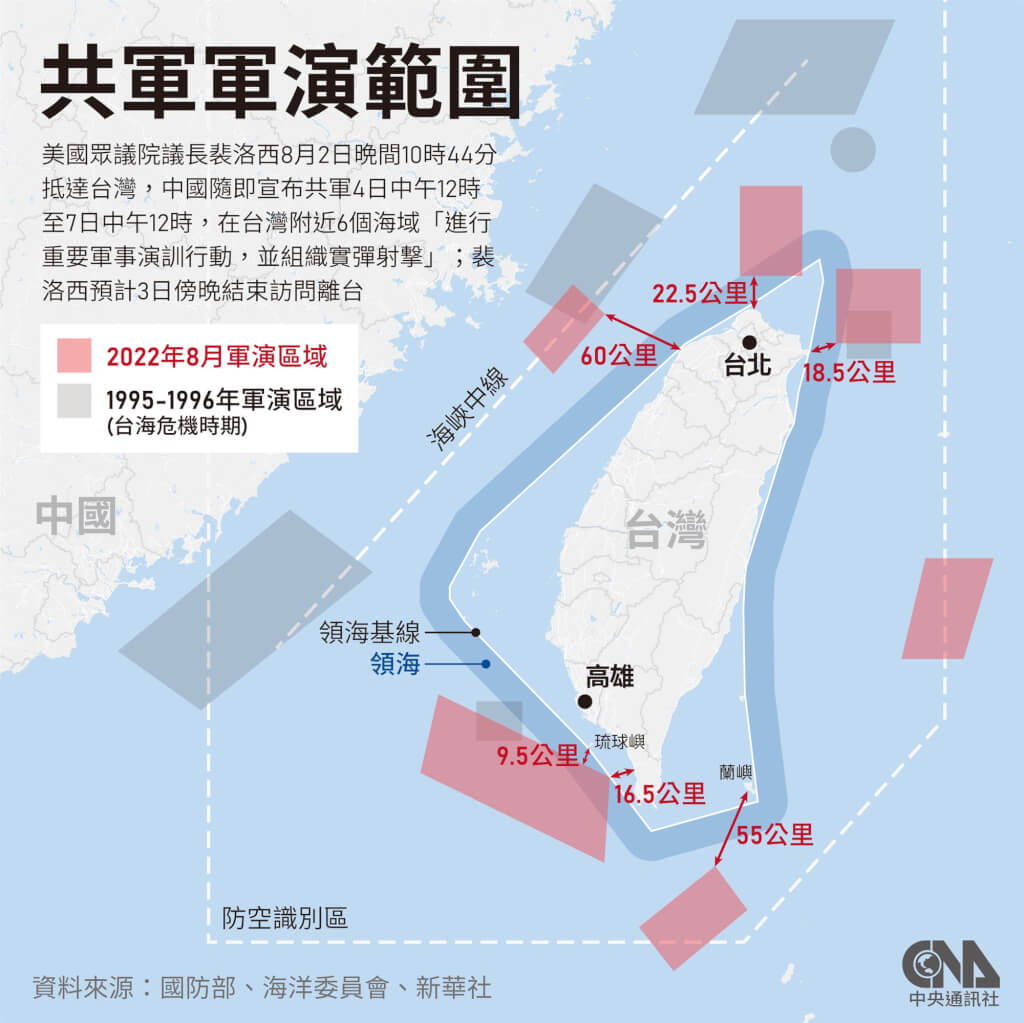 共軍軍演範圍
美國眾議院議長裴洛西8月2日晚間10時44分
抵達台灣，中國隨即宣布共軍4日中午12時
至7日中午12時，在台灣附近6個海域「進行
重要軍事演訓行動，並組織實彈射擊」；裴
洛西預計3日傍晚結束訪問離台
2022年8月軍演區域
1995-1996年軍演區域
(台海危機時期)
22.5公里
60公里
台北
18.5公里
海峽中線
中國
台灣
領海基線
領海
高雄
琉球嶼
9.5公里
蘭嶼
16.5公里
55公里
防空識別區
資料來源：國防部、海洋委員會、新華社
CNA
中央通訊社